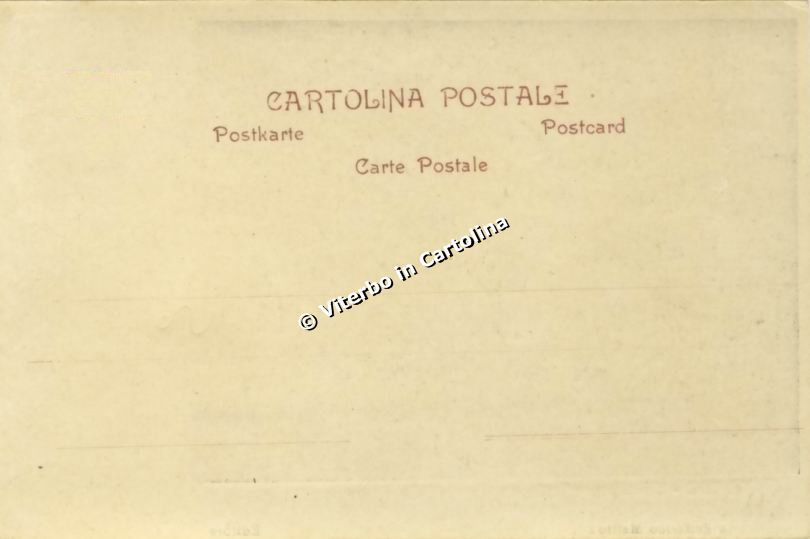 CARTOLINA POSTALE
Postkarte
Postcard
Carte Postale
© Viterbo in Cartolina